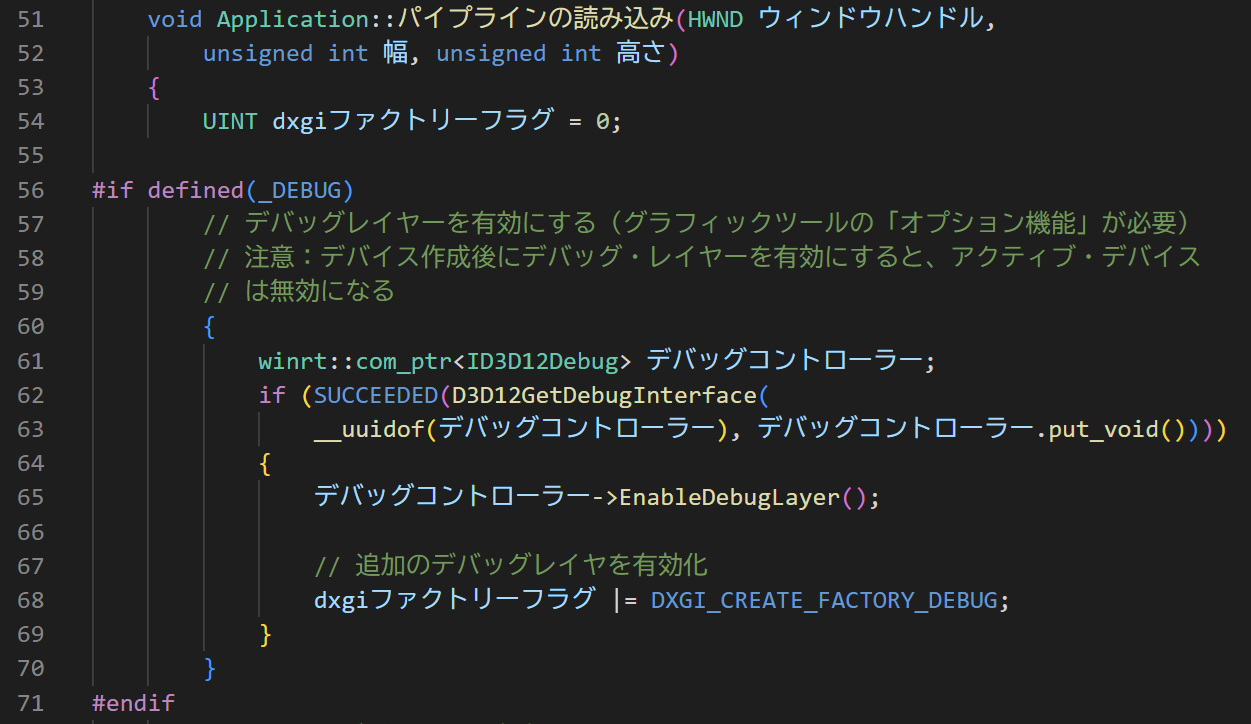 51 void Application::パイプラインの読み込み(HWND ウィンドウハンドル,
52 unsigned int 幅, unsigned int 高さ)
53 {
54 UINT dxgiファクトリーフラグ = 0;
55
56 #if defined(_DEBUG)
57 // デバッグレイヤーを有効にする（グラフィックツールの「オプション機能」が必要）
58 // 注意：デバイス作成後にデバッグ・レイヤーを有効にすると、アクティブ・デバイス
59 // は無効になる
60 {
61 winrt::com_ptr<ID3D12Debug> デバッグコントローラー;
62 if (SUCCEEDED(D3D12GetDebugInterface(
63 __uuidof(デバッグコントローラー), デバッグコントローラー.put_void())))
64 {
65 デバッグコントローラー->EnableDebugLayer();
66
67 // 追加のデバッグレイヤを有効化
68 dxgiファクトリーフラグ |= DXGI_CREATE_FACTORY_DEBUG;
69 }
70 }
71 #endif